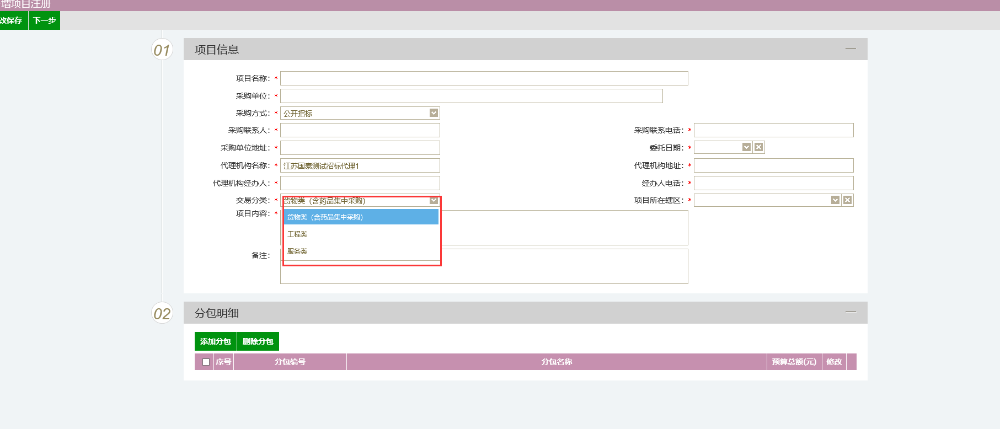 增项目注册
改保存 下一步
01 项目信息
项目名称：*
采购单位：*
采购方式：* 公开招标
采购联系人：* 采购联系电话：*
采购单位地址：* 委托日期：*
代理机构名称：* 江苏国泰测试招标代理1 代理机构地址：*
代理机构经办人：* 经办人电话：*
交易分类：* 货物类（含药品集中采购） 项目所在辖区：*
项目内容：*
货物类（含药品集中采购）
工程类
服务类
备注：
02 分包明细
添加分包 删除分包
序号 分包编号 分包名称 预算总额(元) 修改